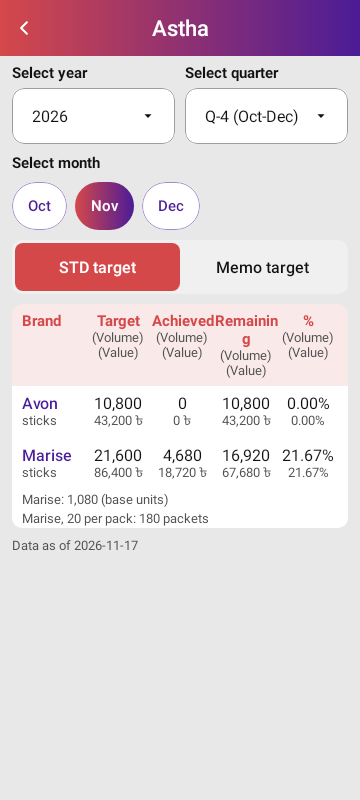 Astha
Select year Select quarter
2026 Q-4 (Oct-Dec)
Select month
Oct Nov Dec
STD target Memo target
Brand Target Achieved Remainin %
(Volume) (Volume) g (Volume)
(Value) (Value) (Volume) (Value)
(Value)
Avon 10,800 0 10,800 0.00%
sticks 43,200 ৳ 0 ৳ 43,200 ৳ 0.00%
Marise 21,600 4,680 16,920 21.67%
sticks 86,400 ৳ 18,720 ৳ 67,680 ৳ 21.67%
Marise: 1,080 (base units)
Marise, 20 per pack: 180 packets
Data as of 2026-11-17